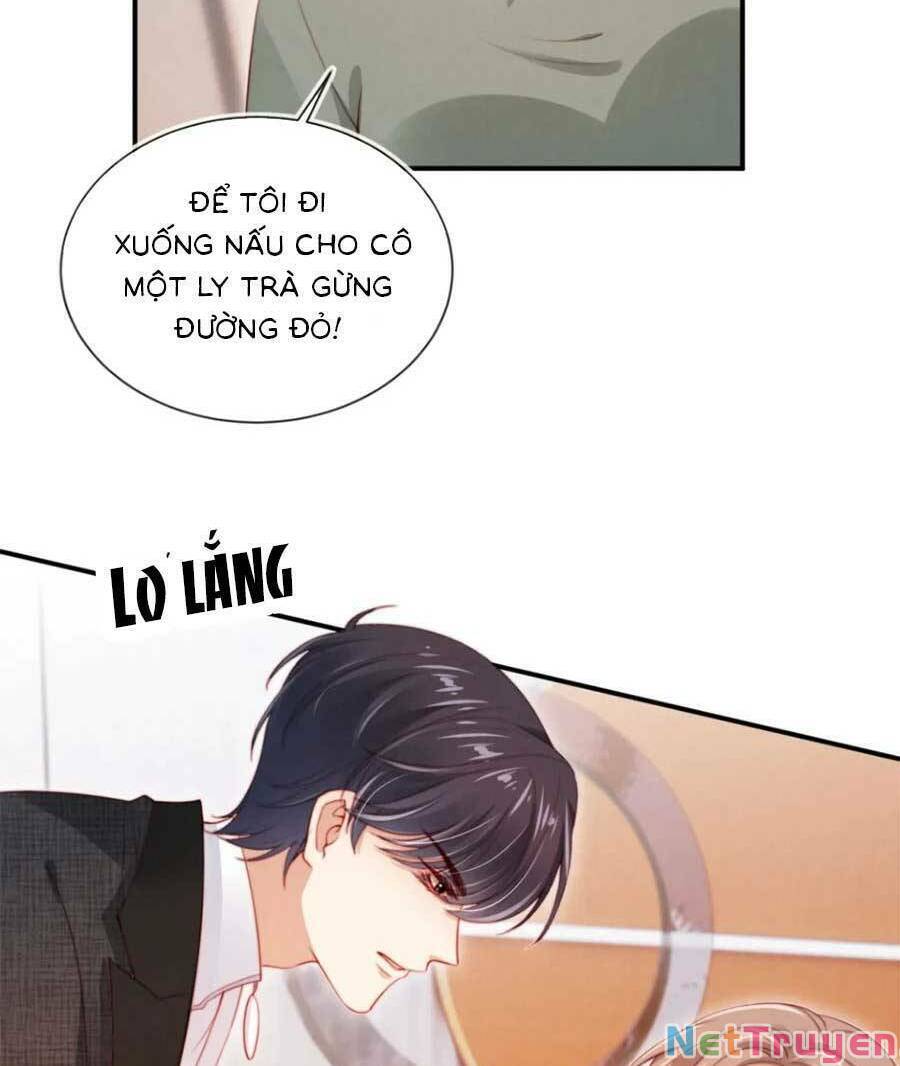 ĐỂ TÔI ĐI
XUỐNG NẤU CHO CÔ
MỘT LY TRÀ GỪNG
ĐƯỜNG ĐỎ!
LO LẮNG
NetTruyen